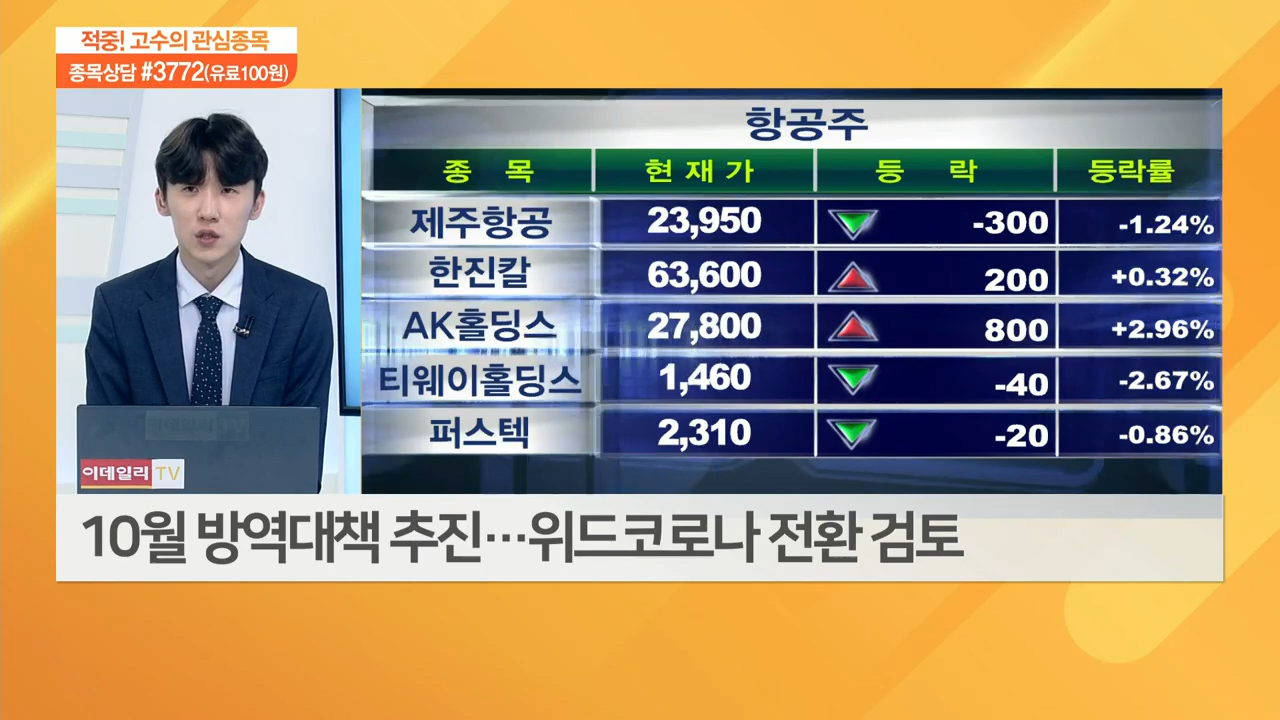 적중! 고수의 관심종목
종목상담 #3772(유료100원)
항공주
종 목 현재가 등 락 등락률
제주항공 23,950 -300 -1.24%
한진칼 63,600 200 +0.32%
AK홀딩스 27,800 800 +2.96%
티웨이홀딩스 1,460 -40 -2.67%
퍼스텍 2,310 -20 -0.86%
이데일리TV
이데일리 TV
10월 방역대책 추진…위드코로나 전환 검토